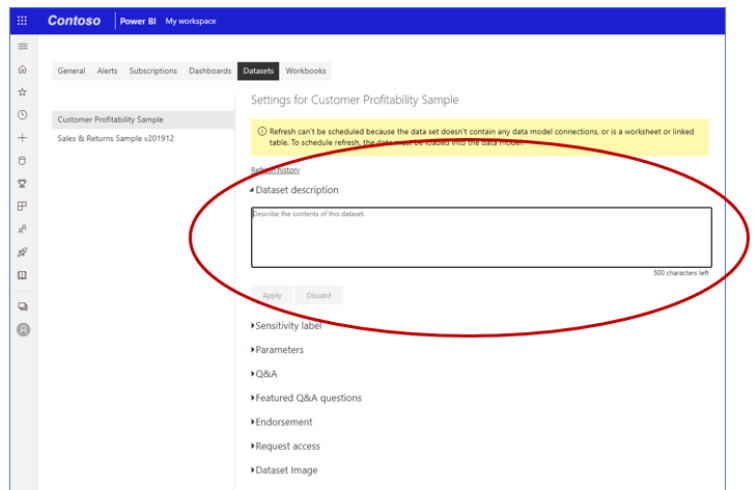 Contoso Power BI My workspace
General Alerts Subscriptions Dashboards Datasets Workbooks
Customer Profitability Sample
Sales & Returns Sample v201912
Settings for Customer Profitability Sample
Refresh can't be scheduled because the data set doesn't contain any data model connections, or is a worksheet or linked
table. To schedule refresh, the data must be loaded into the data model.
Refresh history
Dataset description
Describe the contents of this dataset.
500 characters left
Apply Discard
Sensitivity label
Parameters
Q&A
Featured Q&A questions
Endorsement
Request access
Dataset Image